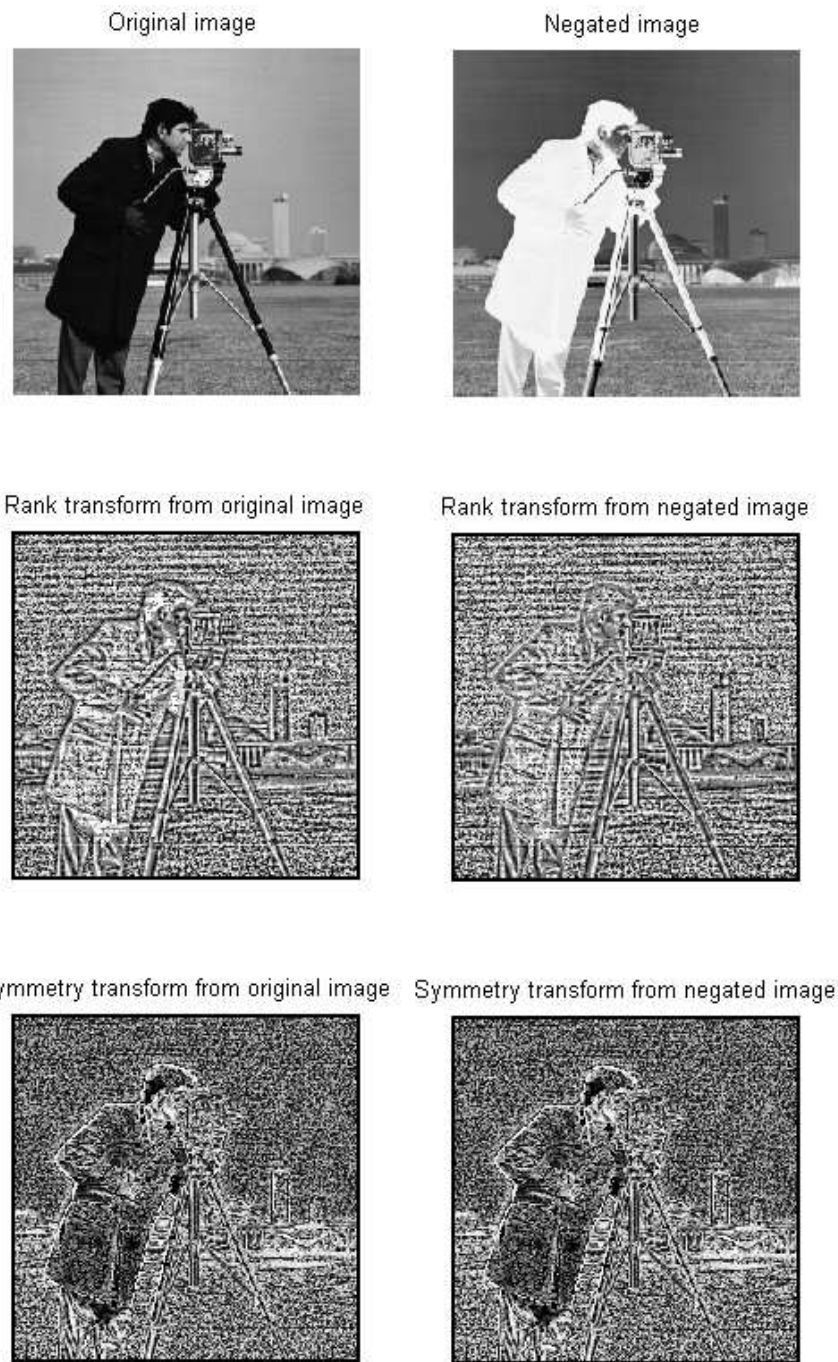 Original image
Negated image
Rank transform from original image
Rank transform from negated image
ymmetry transform from original image
Symmetry transform from negated image